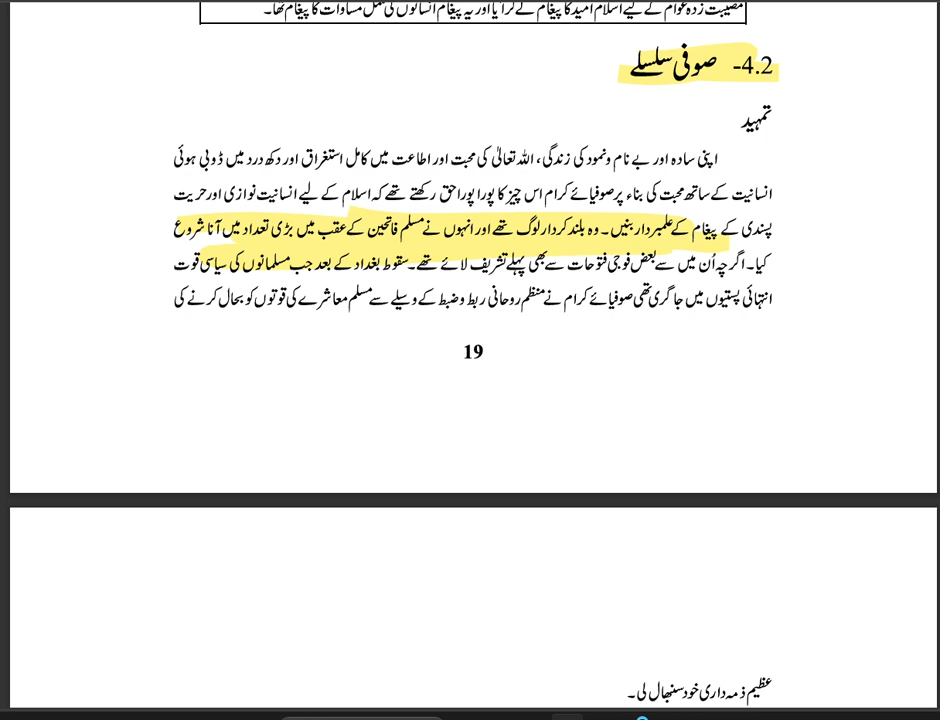 مصیبت زدہ عوام کے لیے اسلام امید کا پیغام لے کر آیا اور یہ پیغام انسانوں کی مکمل مساوات کا پیغام تھا۔
4.2- صوفی سلسلے
تمہید
اپنی سادہ اور بے نام و نمود کی زندگی، اللہ تعالیٰ کی محبت اور اطاعت میں کامل استغراق اور دکھ درد میں ڈوبی ہوئی
انسانیت کے ساتھ محبت کی بناء پر صوفیائے کرام اس چیز کا پورا پورا حق رکھتے تھے کہ اسلام کے لیے انسانیت نوازی اور حریت
پسندی کے پیغام کے علمبردار بنیں۔ وہ بلند کردار لوگ تھے اور انہوں نے مسلم فاتحین کے عقب میں بڑی تعداد میں آنا شروع
کیا۔ اگرچہ اُن میں سے بعض فوجی فتوحات سے بھی پہلے تشریف لائے تھے۔ سقوط بغداد کے بعد جب مسلمانوں کی سیاسی قوت
انتہائی پستیوں میں جا گری تھی صوفیائے کرام نے منظم روحانی ربط و ضبط کے وسیلے سے مسلم معاشرے کی قوتوں کو بحال کرنے کی
19
عظیم ذمہ داری خود سنبھال لی۔